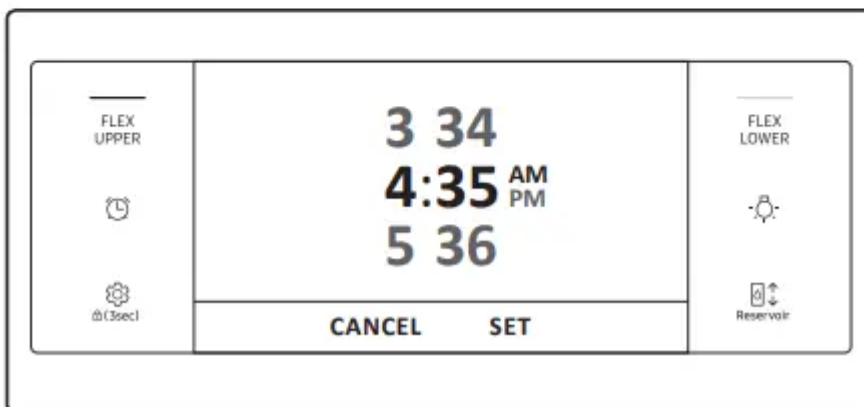 FLEX
UPPER
(3sec)
3 34
4:35 AM
PM
5 36
CANCEL SET
FLEX
LOWER
Reservoir